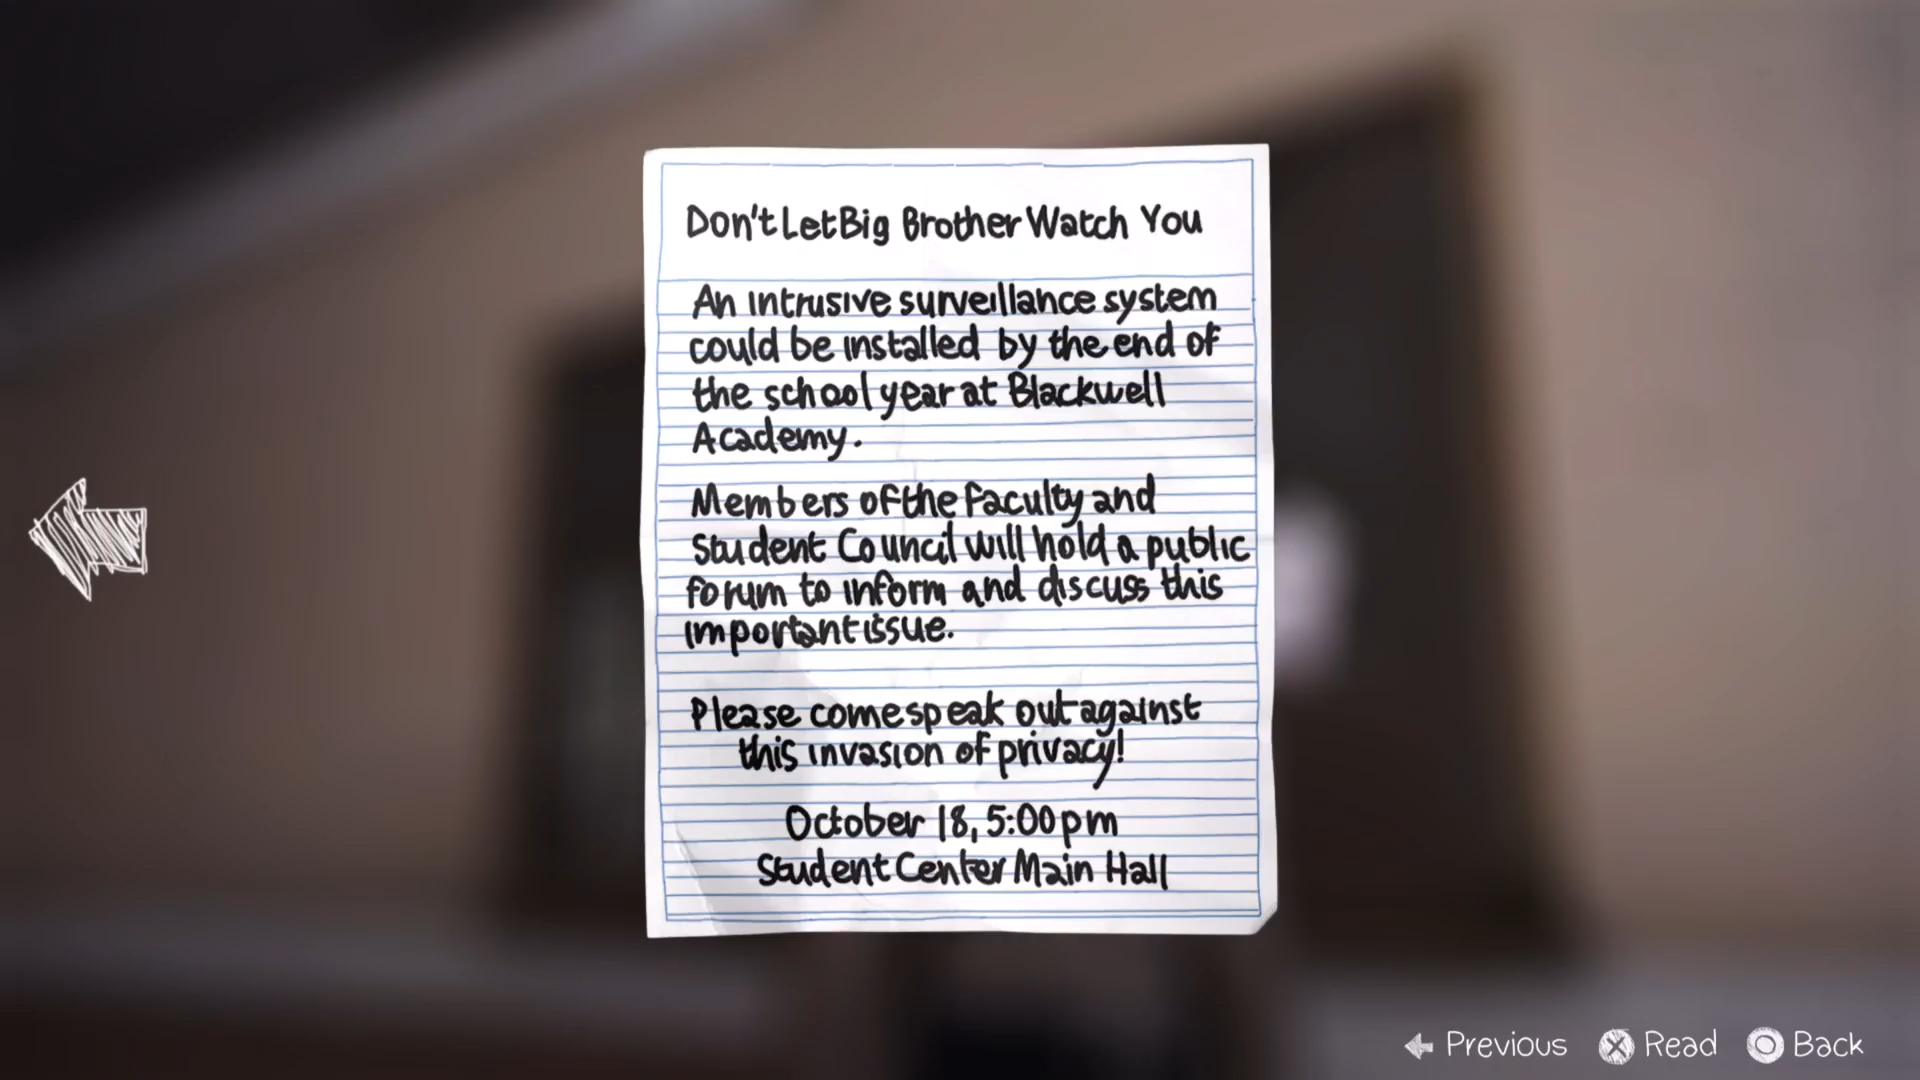 Don't Let Big Brother Watch You
An intrusive surveillance system
could be installed by the end of
the school year at Blackwell
Academy.
Members of the Faculty and
Student Council will hold a public
forum to inform and discuss this
important issue.
Please come speak out against
this invasion of privacy!
October 18, 5:00pm
Student Center Main Hall
Previous
Read
Back